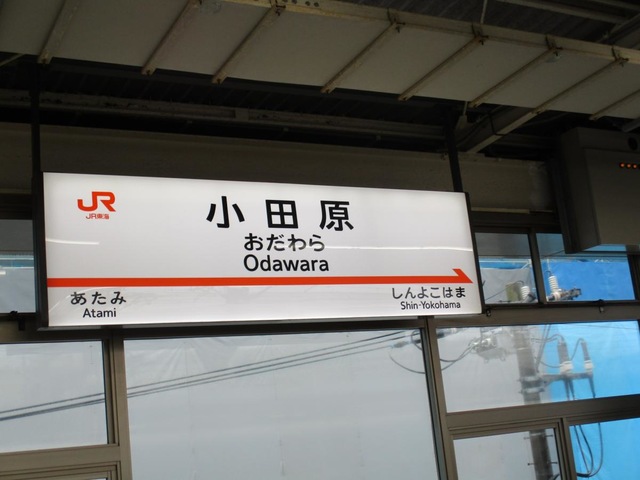 JR
JR東海
小田原
おだわら
Odawara
あたみ
Atami
しんよこはま
Shin-Yokohama